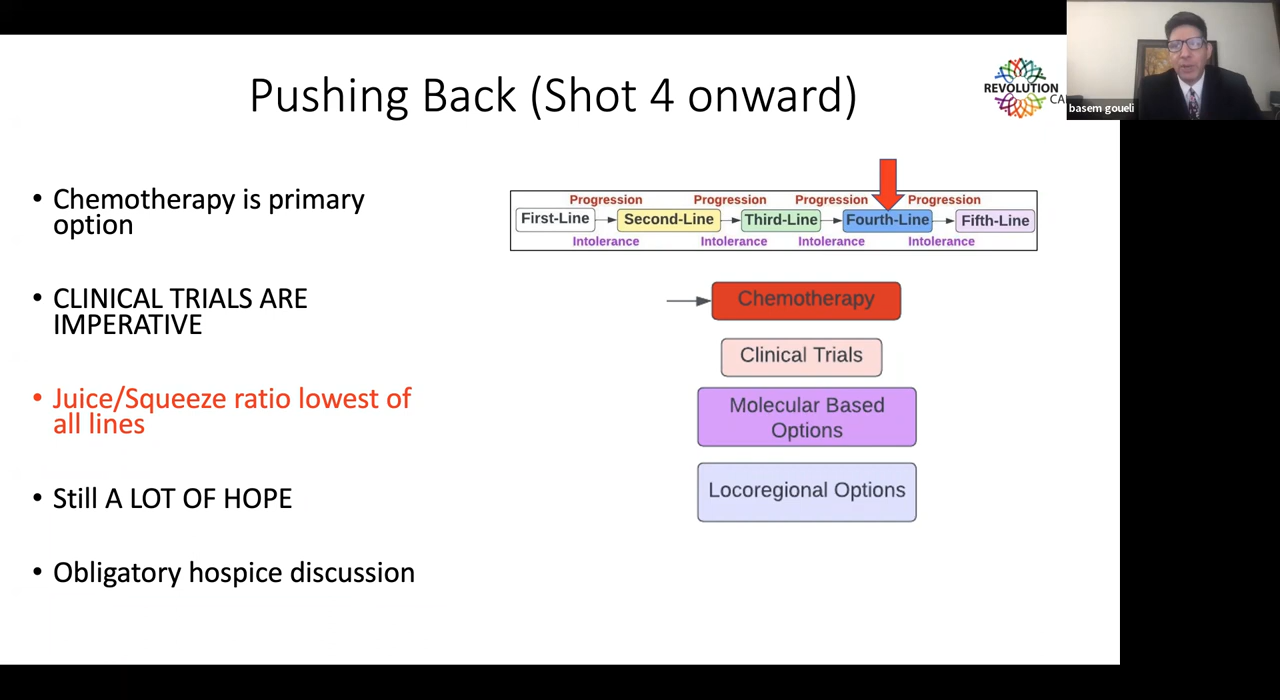 Pushing Back (Shot 4 onward)
REVOLUTION
CA
basem goueli
• Chemotherapy is primary
option
• CLINICAL TRIALS ARE
IMPERATIVE
• Juice/Squeeze ratio lowest of
all lines
• Still A LOT OF HOPE
• Obligatory hospice discussion
Progression Progression Progression Progression
First-Line Second-Line Third-Line Fourth-Line Fifth-Line
Intolerance Intolerance Intolerance Intolerance
Chemotherapy
Clinical Trials
Molecular Based
Options
Locoregional Options